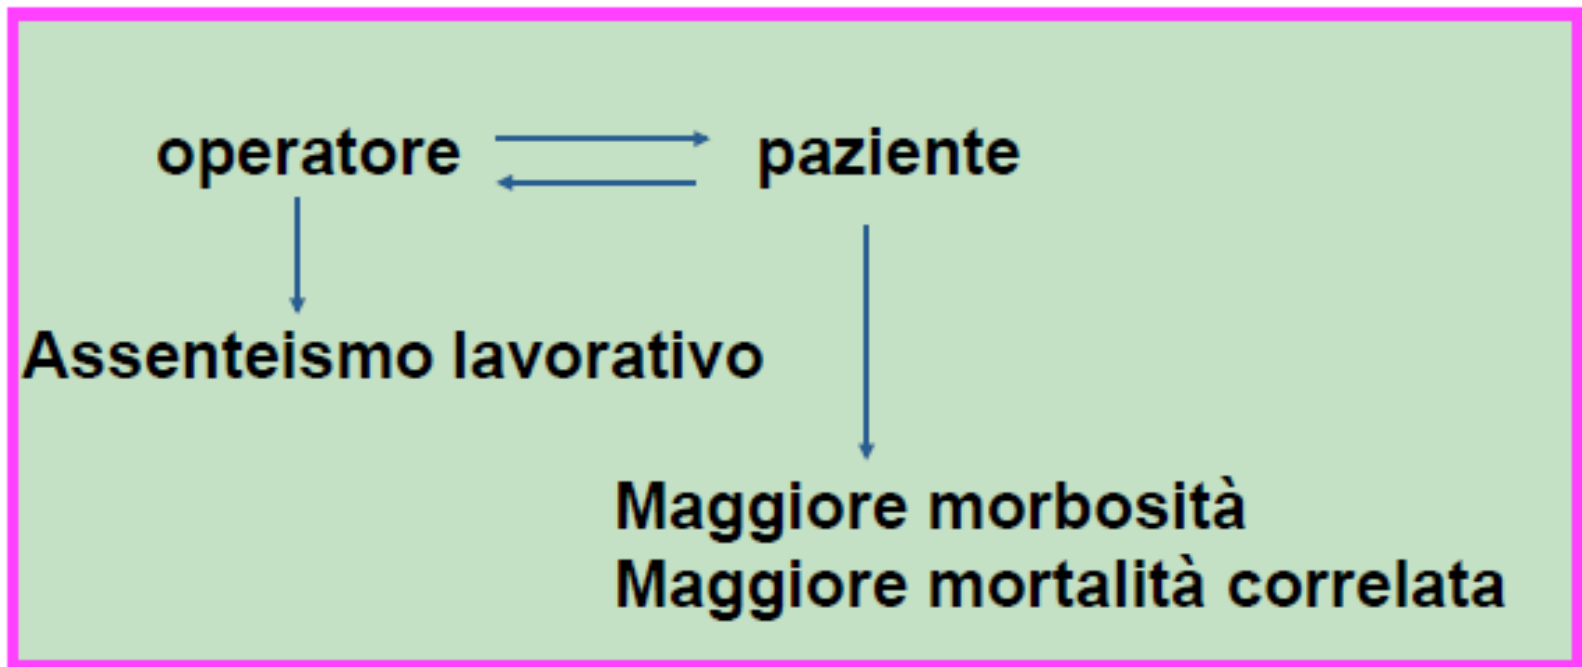 operatore paziente
Assenteismo lavorativo
Maggiore morbosità
Maggiore mortalità correlata